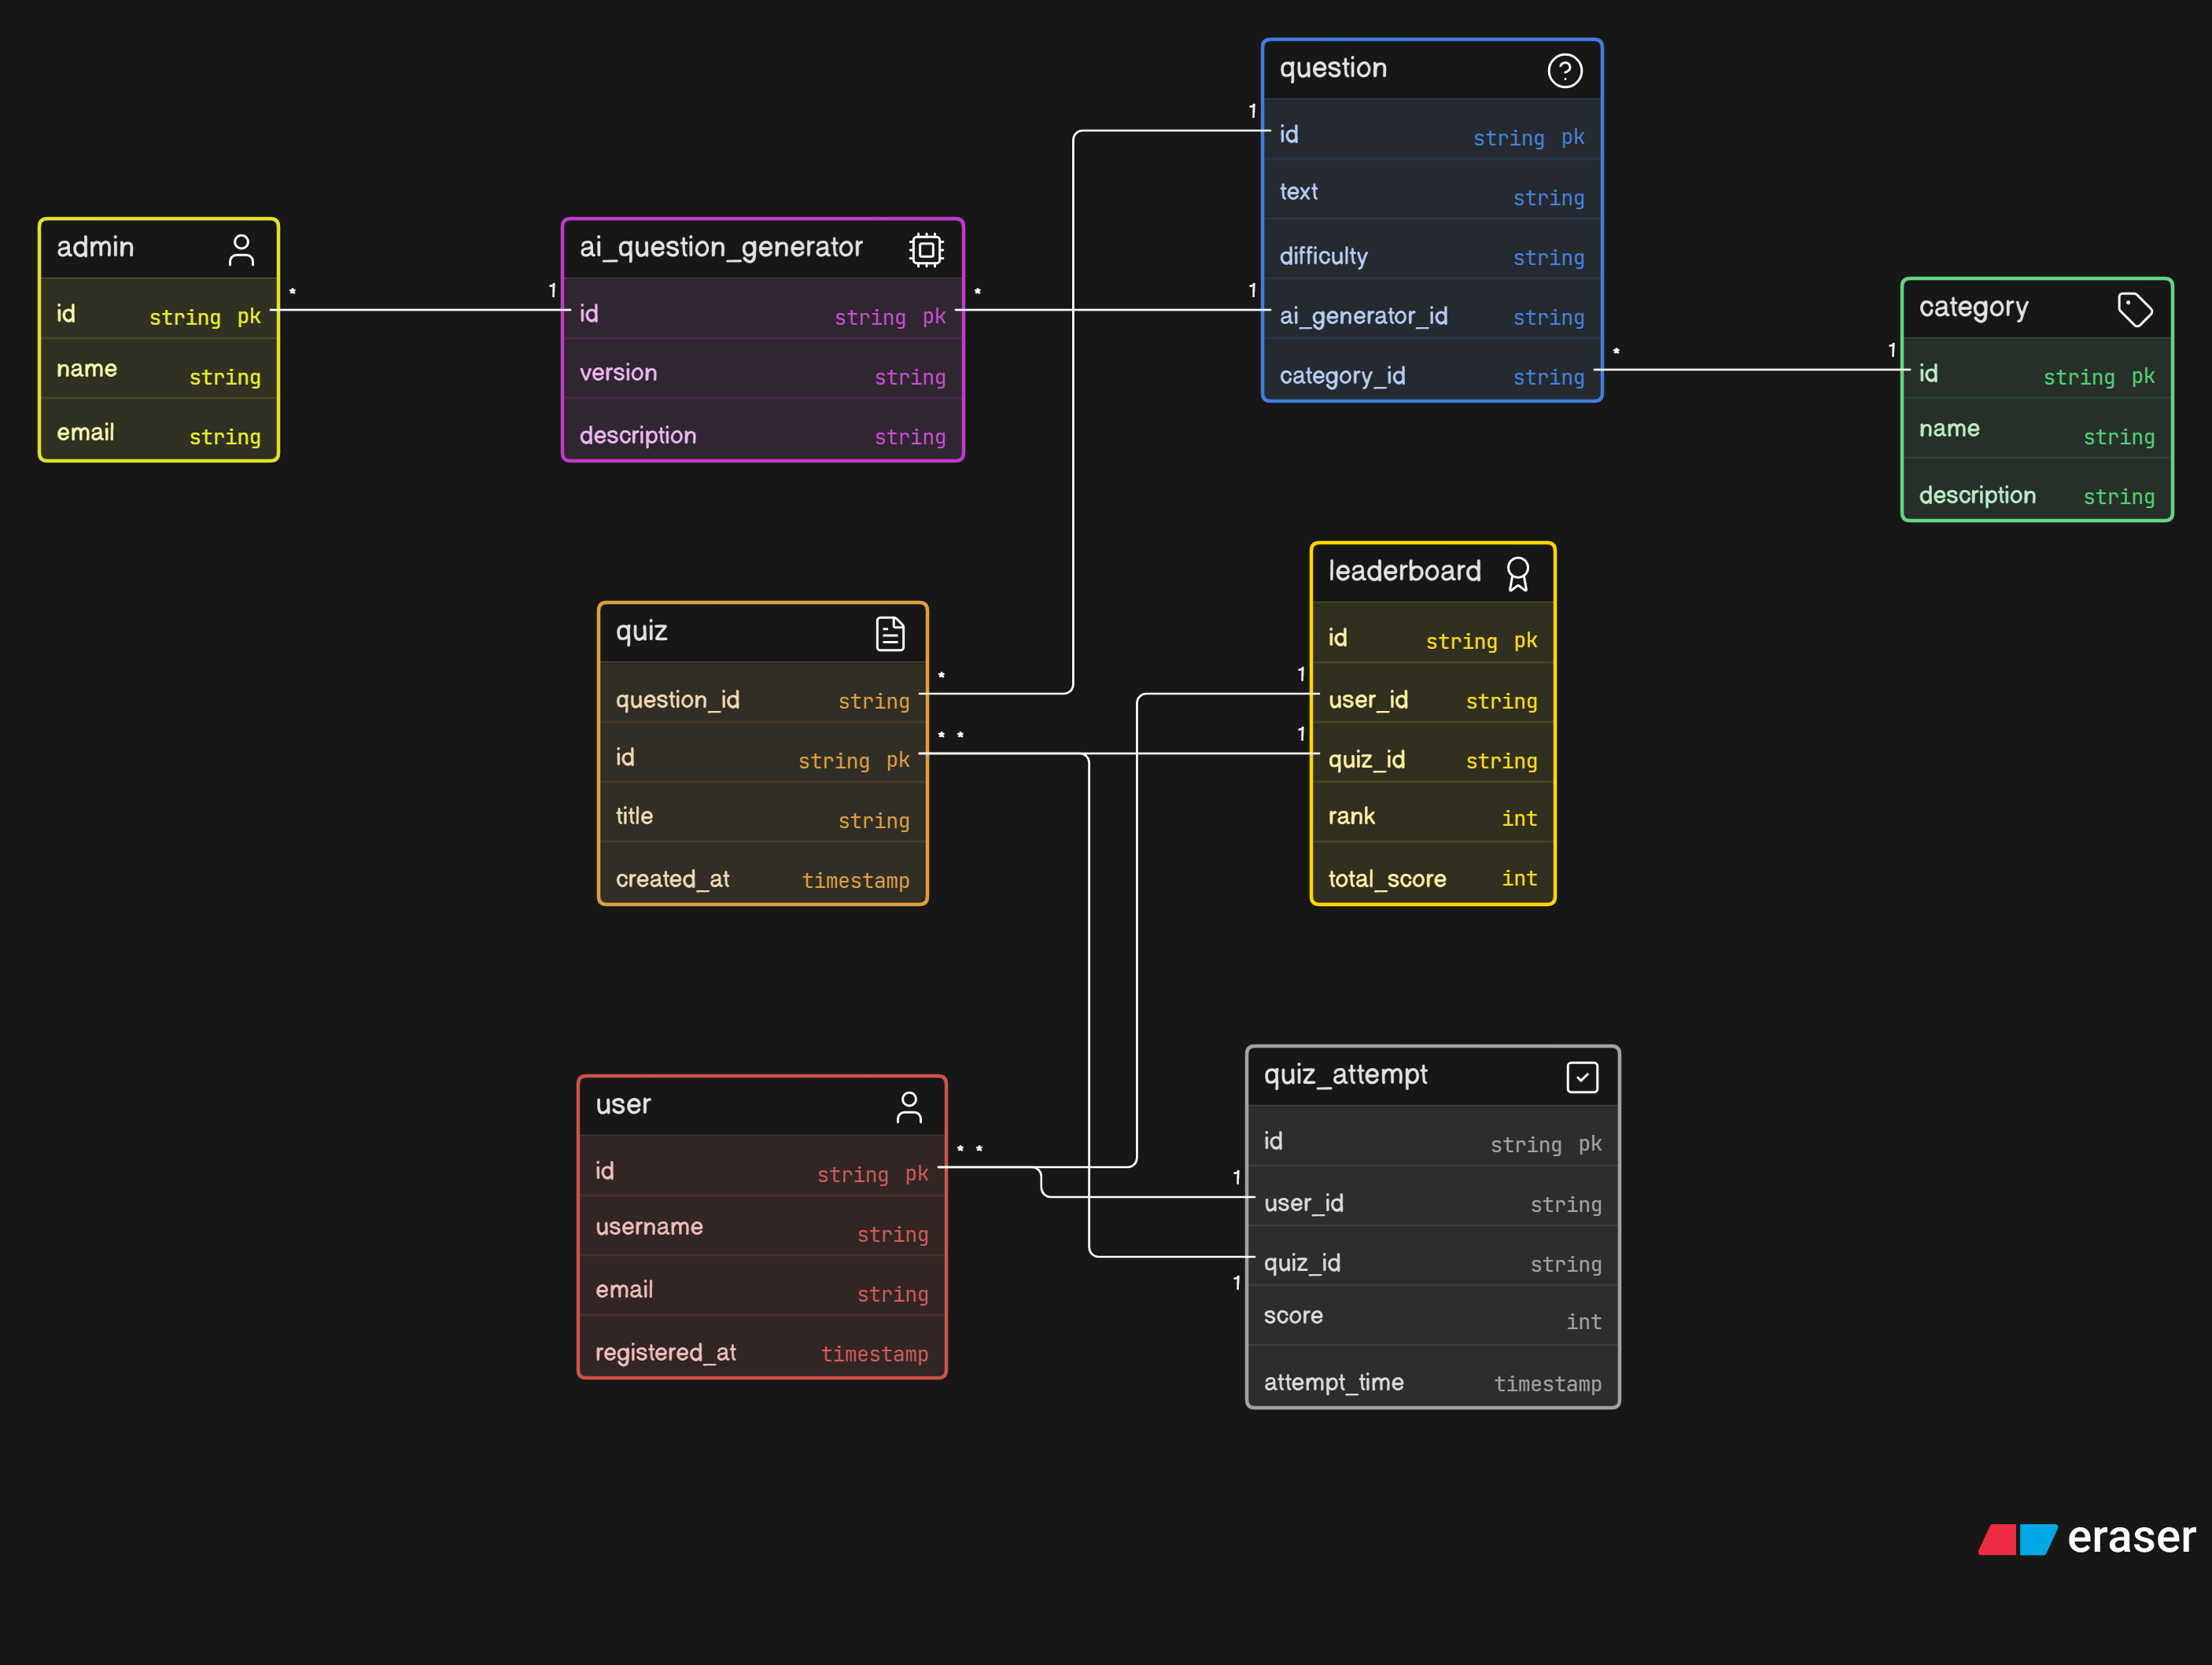 question
1
id string pk
text string
difficulty string
1
ai_generator_id string
category_id string
*
admin
id string pk
*
name string
email string
ai_question_generator
1
id string pk
*
version string
description string
category
1
id string pk
name string
description string
quiz
question_id string
*
id string pk
* *
title string
created_at timestamp
leaderboard
id string pk
1
user_id string
1
quiz_id string
rank int
total_score int
user
id string pk
* *
username string
email string
registered_at timestamp
quiz_attempt
id string pk
1
user_id string
quiz_id string
1
score int
attempt_time timestamp
eraser